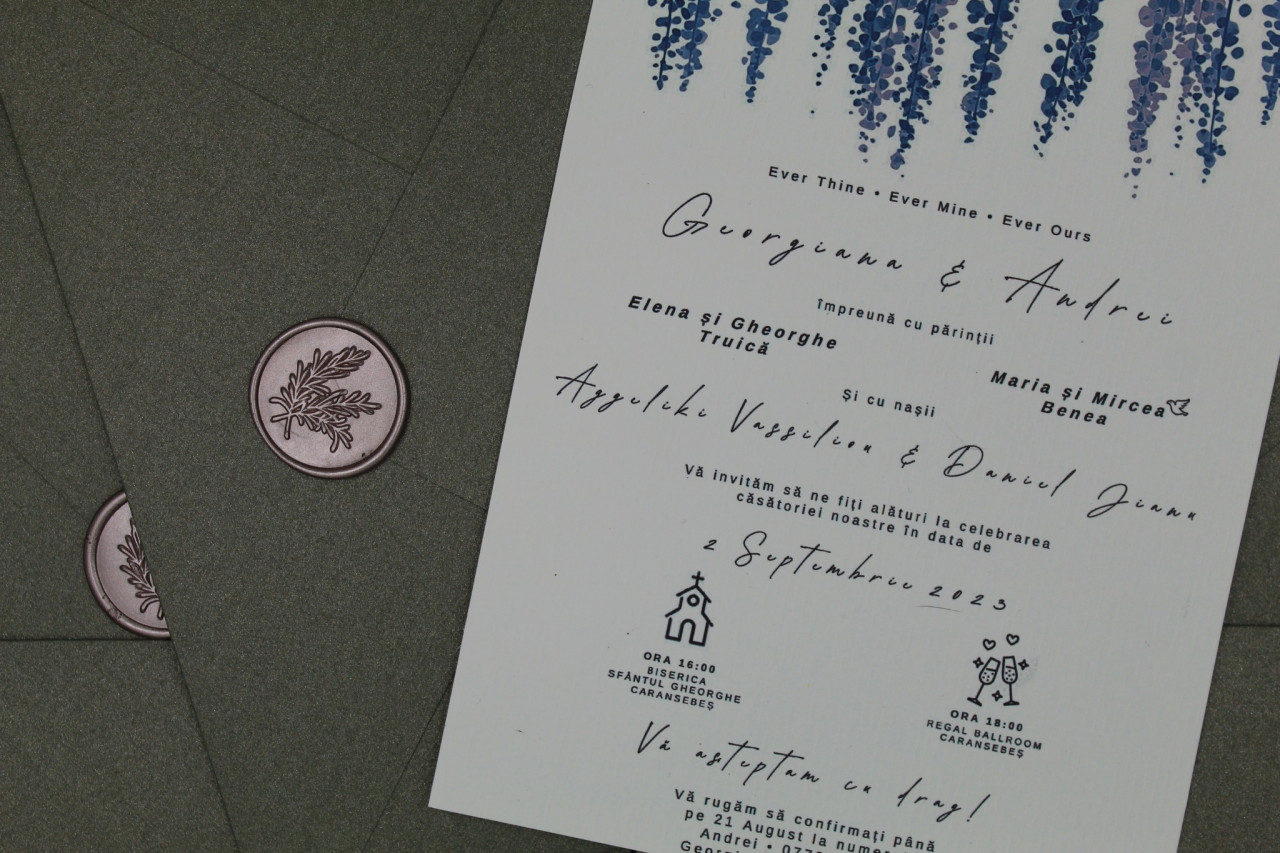 Ever Thine • Ever Mine • Ever Ours
Georgiana & Andrei
împreună cu părinții
Elena și Gheorghe
Truică
Maria și Mircea
Benea
Și cu nașii
Aggeliki Vassiliou & Daniel Jianu
Vă invităm să ne fiți alături la celebrarea
căsătoriei noastre în data de
2 Septembrie 2023
ORA 16:00
BISERICA
SFÂNTUL GHEORGHE
CARANSEBEȘ
ORA 18:00
REGAL BALLROOM
CARANSEBEȘ
Vă așteptam cu drag!
Vă rugăm să confirmați până
pe 21 August la
Andrei •